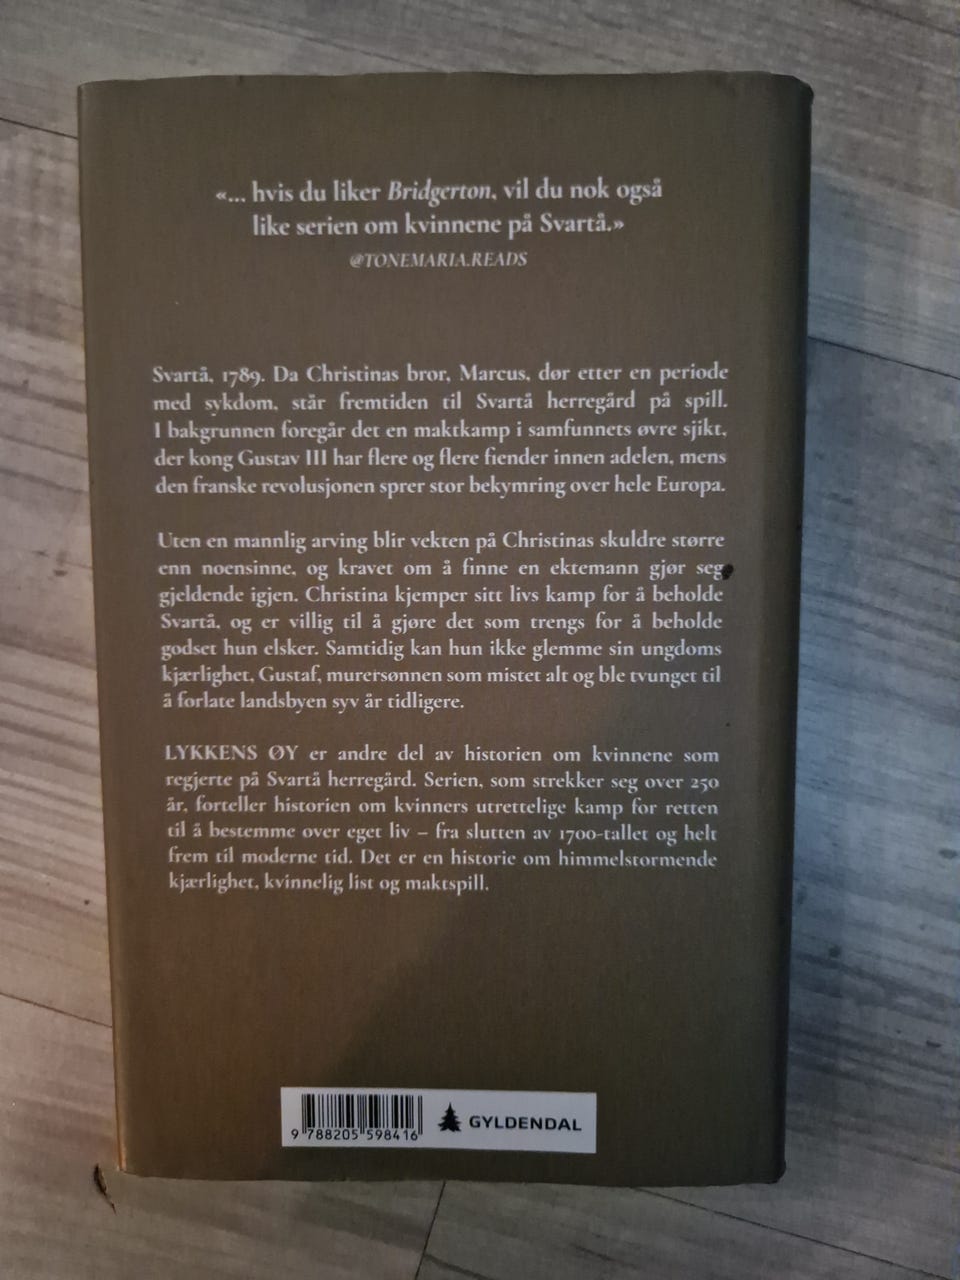 «... hvis du liker Bridgerton, vil du nok også
like serien om kvinnene på Svartå.»
@TONEMARIA.READS
Svartå, 1789. Da Christinas bror, Marcus, dør etter en periode
med sykdom, står fremtiden til Svartå herregård på spill.
I bakgrunnen foregår det en maktkamp i samfunnets øvre sjikt,
der kong Gustav III har flere og flere fiender innen adelen, mens
den franske revolusjonen sprer stor bekymring over hele Europa.
Uten en mannlig arving blir vekten på Christinas skuldre større
enn noensinne, og kravet om å finne en ektemann gjør seg
gjeldende igjen. Christina kjemper sitt livs kamp for å beholde
Svartå, og er villig til å gjøre det som trengs for å beholde
godset hun elsker. Samtidig kan hun ikke glemme sin ungdoms
kjærlighet, Gustaf, murersønnen som mistet alt og ble tvunget til
å forlate landsbyen syv år tidligere.
LYKKENS ØY er andre del av historien om kvinnene som
regjerte på Svartå herregård. Serien, som strekker seg over 250
år, forteller historien om kvinners utrettelige kamp for retten
til å bestemme over eget liv – fra slutten av 1700-tallet og helt
frem til moderne tid. Det er en historie om himmelstormende
kjærlighet, kvinnelig list og maktspill.
9 788205 598416
GYLDENDAL